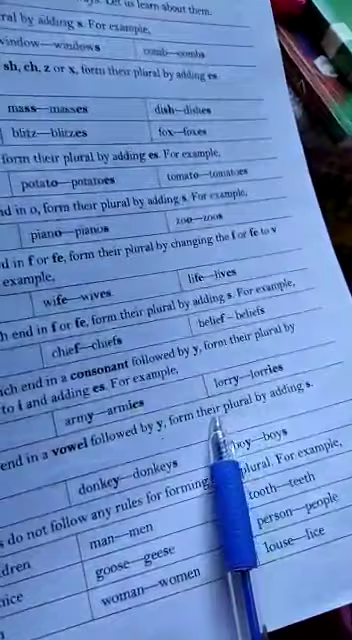 ays. Let us learn about them.
ral by adding s. For example,
window—windows comb—combs
sh, ch, z or x, form their plural by adding es.
mass—masses dish—dishes
blitz—blitzes fox—foxes
form their plural by adding es. For example,
potato—potatoes tomato—tomatoes
nd in o, form their plural by adding s. For example,
piano—pianos zoo—zoos
d in f or fe, form their plural by changing the f or fe to v
example,
wife—wives life—lives
h end in f or fe, form their plural by adding s. For example,
chief—chiefs belief—beliefs
ich end in a consonant followed by y, form their plural by
to i and adding es. For example,
army—armies lorry—lorries
end in a vowel followed by y, form their plural by adding s.
donkey—donkeys boy—boys
s do not follow any rules for forming plural. For example,
dren man—men tooth—teeth
nice goose—geese person—people
woman—women louse—lice